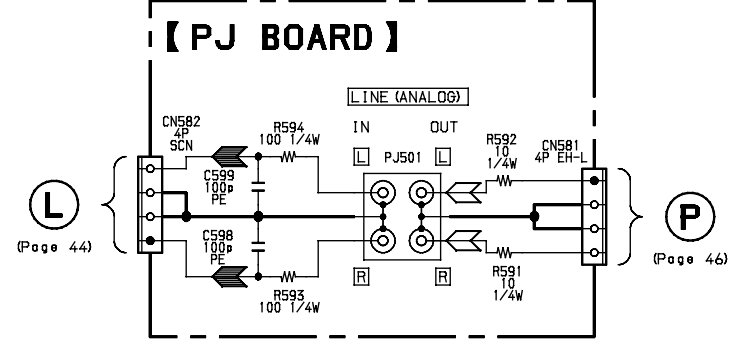 【PJ BOARD】
LINE (ANALOG)
IN
OUT
CN582
4P
SCN
R594
100 1/4W
L
PJ501
L
R592
10
1/4W
CN581
4P EH-L
C599
100p
PE
L
(Page 44)
P
(Page 46)
C598
100p
PE
R593
100 1/4W
R
R
R591
10
1/4W